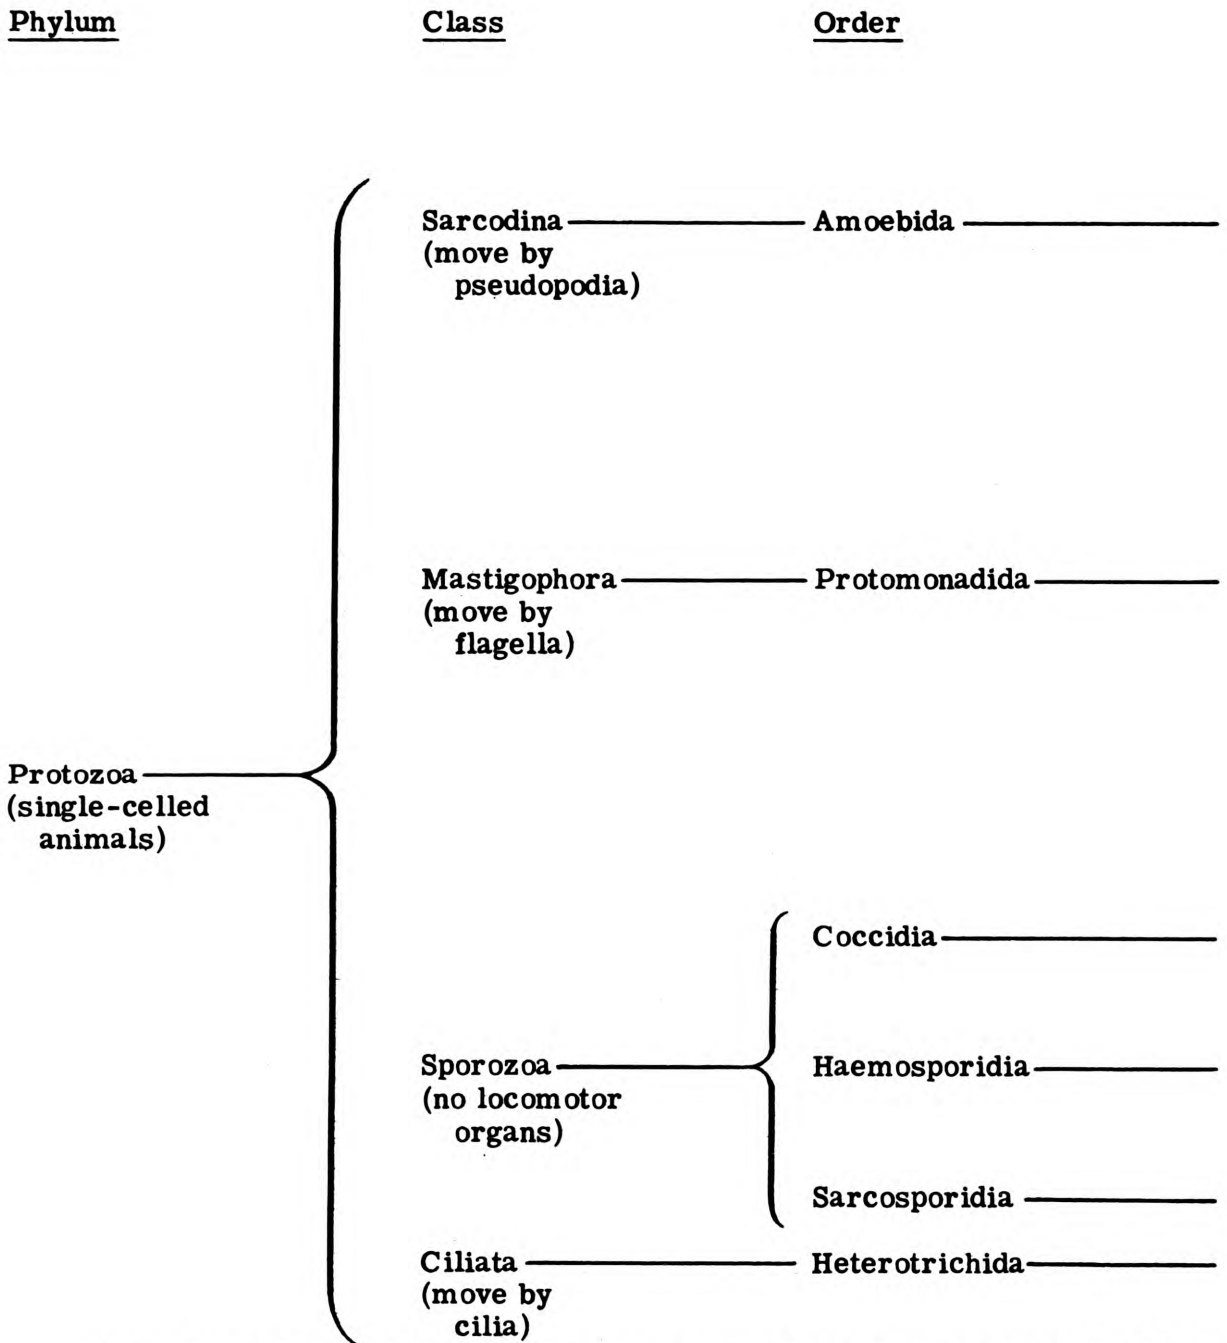 Phylum Class Order
Sarcodina Amoebida
(move by
pseudopodia)
Mastigophora Protomonadida
(move by
flagella)
Protozoa
(single-celled
animals)
Coccidia
Sporozoa Haemosporidia
(no locomotor
organs)
Sarcosporidia
Ciliata Heterotrichida
(move by
cilia)